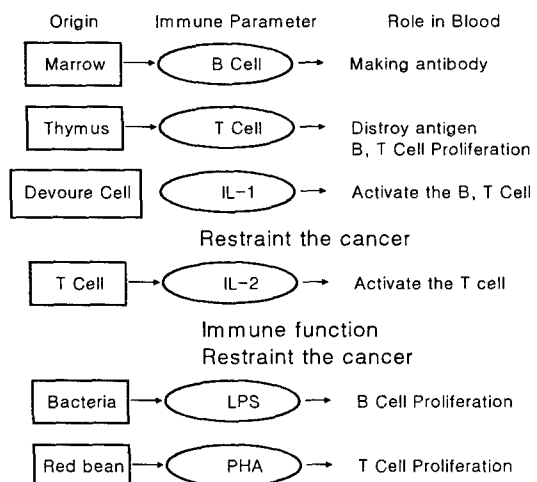 Origin Immune Parameter Role in Blood
Marrow B Cell Making antibody
Thymus T Cell Distroy antigen
B, T Cell Proliferation
Devoure Cell IL-1 Activate the B, T Cell
Restraint the cancer
T Cell IL-2 Activate the T cell
Immune function
Restraint the cancer
Bacteria LPS B Cell Proliferation
Red bean PHA T Cell Proliferation